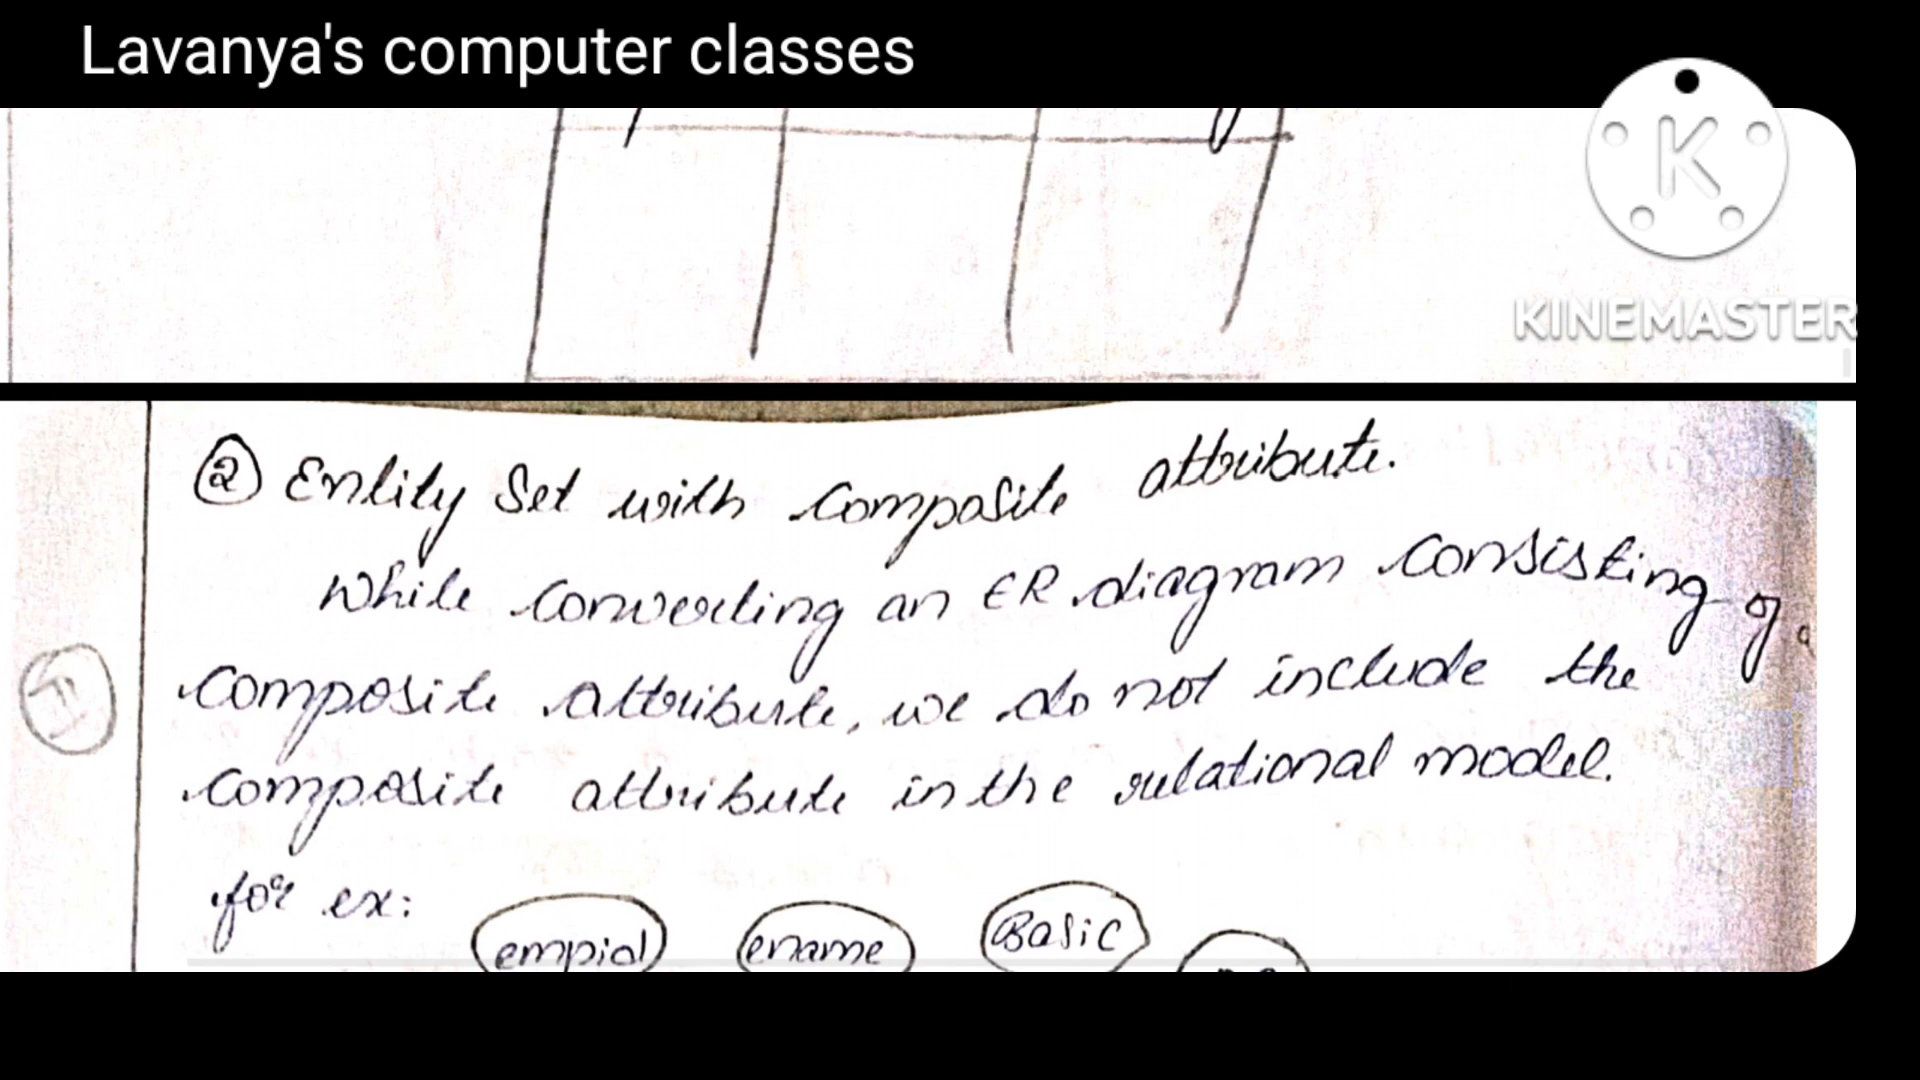 Lavanya's computer classes
K
KINEMASTER
② Entity Set with composite attribute.
While converting an ER diagram consisting of
composite attribute, we do not include the
composite attribute in the relational model.
for ex:
empid ename Basic